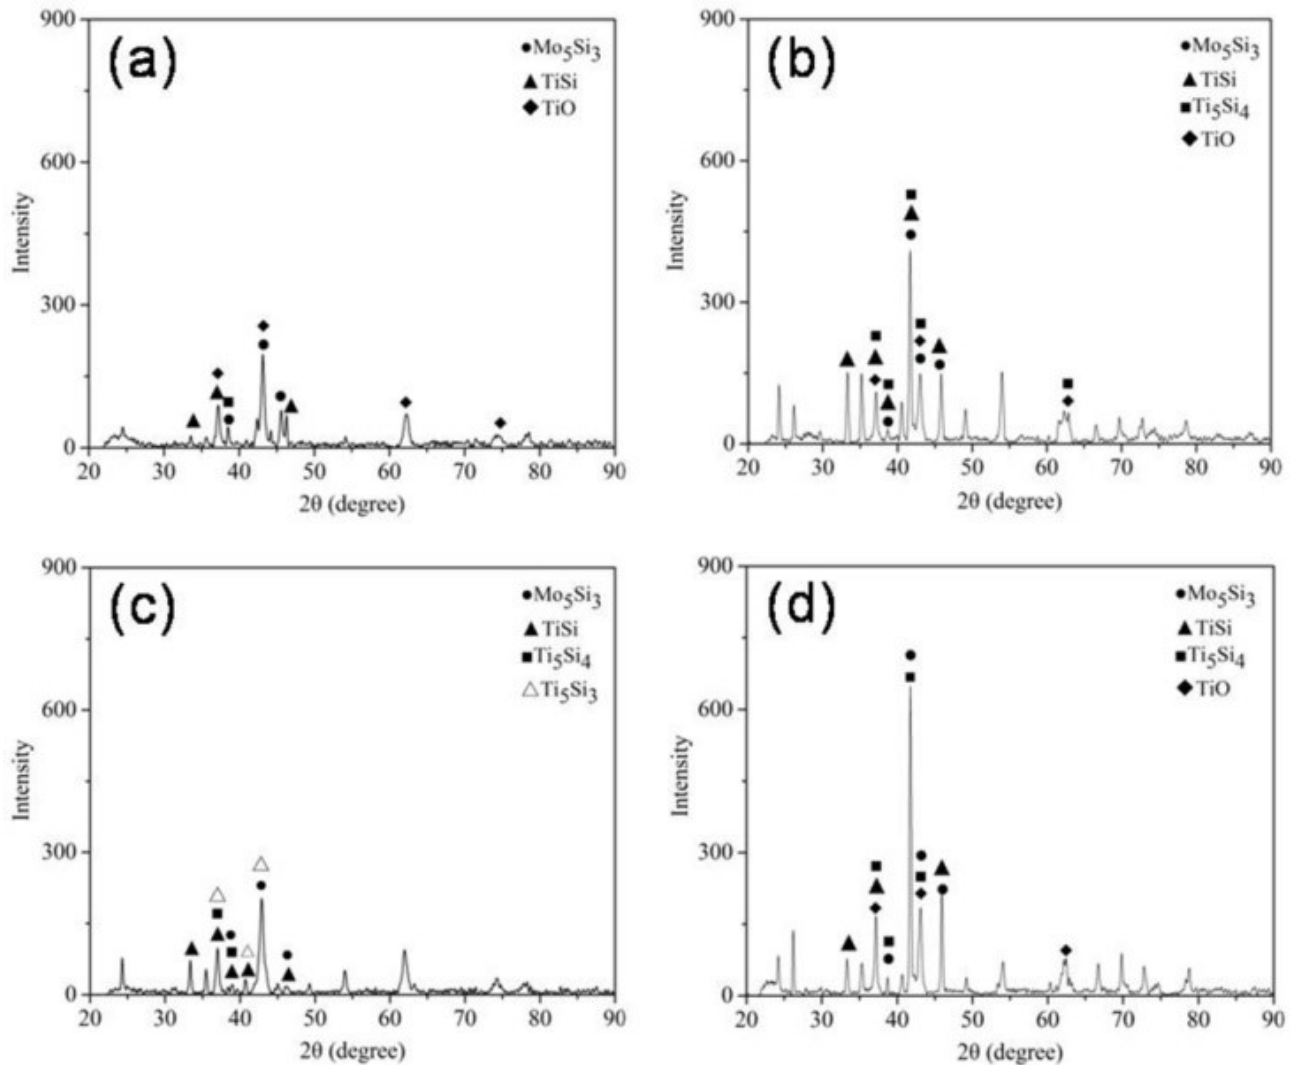 (a)
900
600
300
0
Intensity
● Mo5Si3
▲ TiSi
◆ TiO
20 30 40 50 60 70 80 90
2θ (degree)
(b)
900
600
300
0
Intensity
● Mo5Si3
▲ TiSi
■ Ti5Si4
◆ TiO
20 30 40 50 60 70 80 90
2θ (degree)
(c)
900
600
300
0
Intensity
● Mo5Si3
▲ TiSi
■ Ti5Si4
△ Ti5Si3
20 30 40 50 60 70 80 90
2θ (degree)
(d)
900
600
300
0
Intensity
● Mo5Si3
▲ TiSi
■ Ti5Si4
◆ TiO
20 30 40 50 60 70 80 90
2θ (degree)